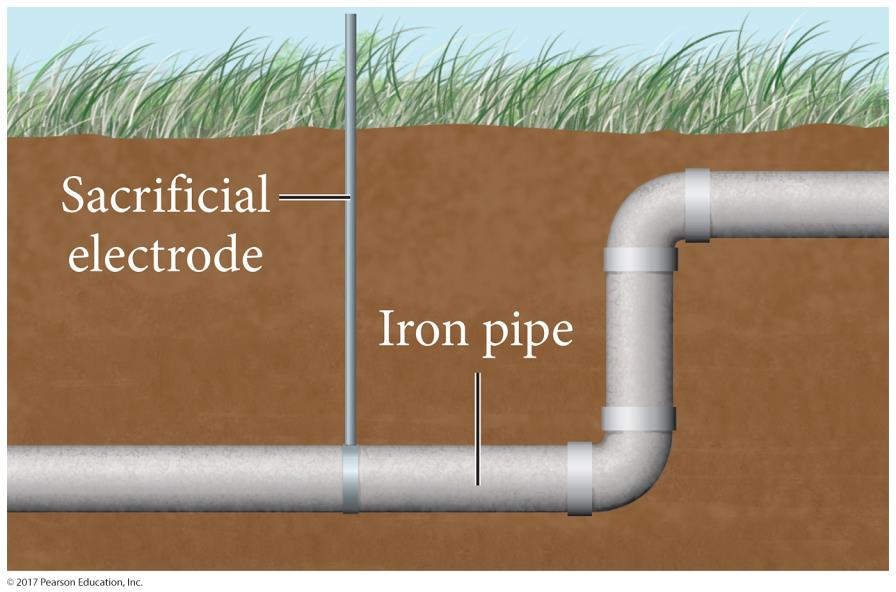 Sacrificial
electrode
Iron pipe
© 2017 Pearson Education, Inc.